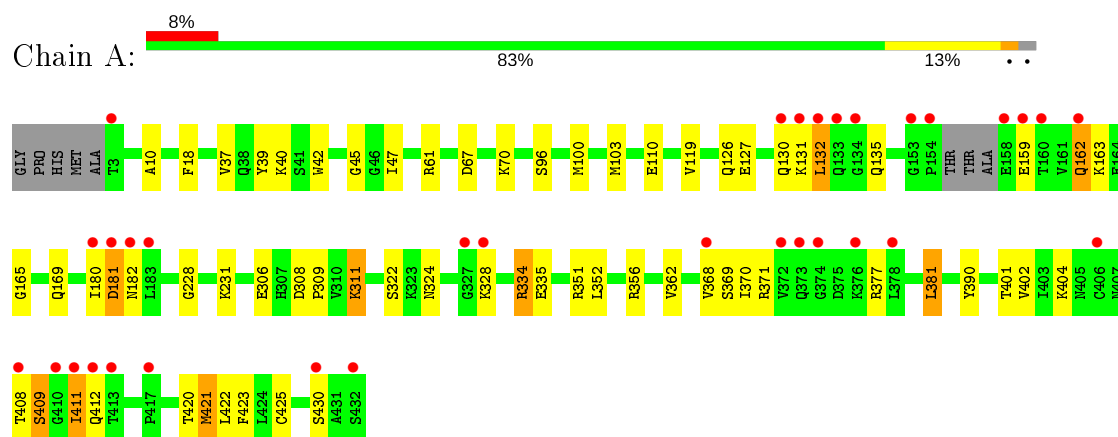 8%
Chain A:
83% 13% • •
GLY PRO HIS MET ALA T3 A10 F18 V37 Q38 Y39 K40 S41 W42 G45 G46 I47 R61 D67 K70 S96 M100 M103 E110 V119 Q126 E127 Q130 K131 L132 Q133 G134 Q135 G153 P154 THR THR ALA E158 E159 T160 V161 Q162 K163
G165 Q169 I180 D181 N182 L183 G228 K231 E306 H307 D308 P309 V310 K311 S322 K323 N324 G327 K328 R334 E335 R351 L352 R356 V362 V368 S369 I370 R371 V372 Q373 G374 D375 K376 R377 L378 L381 Y390 T401 V402 I403 K404 N405 C406
T408 S409 G410 I411 Q412 T413 P417 T420 M421 L422 F423 L424 C425 S430 A431 S432